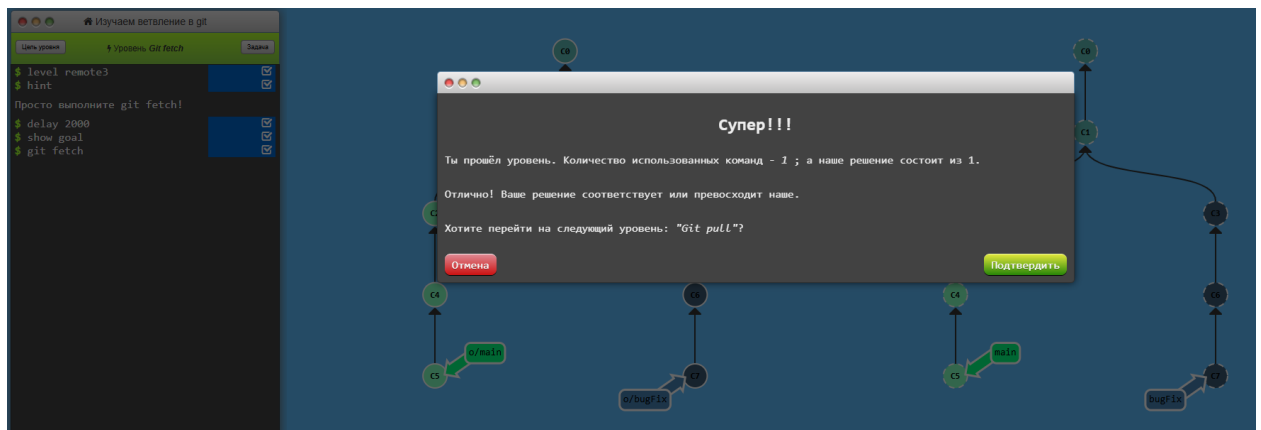 Изучаем ветвление в git
Цель уровня
Уровень Git fetch
Задача
$ level remote3
$ hint
Просто выполните git fetch!
$ delay 2000
$ show goal
$ git fetch
C0
C0
Супер!!!
C1
Ты прошёл уровень. Количество использованных команд - 1 ; а наше решение состоит из 1.
Отлично! Ваше решение соответствует или превосходит наше.
C3
Хотите перейти на следующий уровень: "Git pull"?
Отмена
Подтвердить
C4
C6
C4
C6
o/main
main
C5
C7
C5
C7
o/bugFix
bugFix